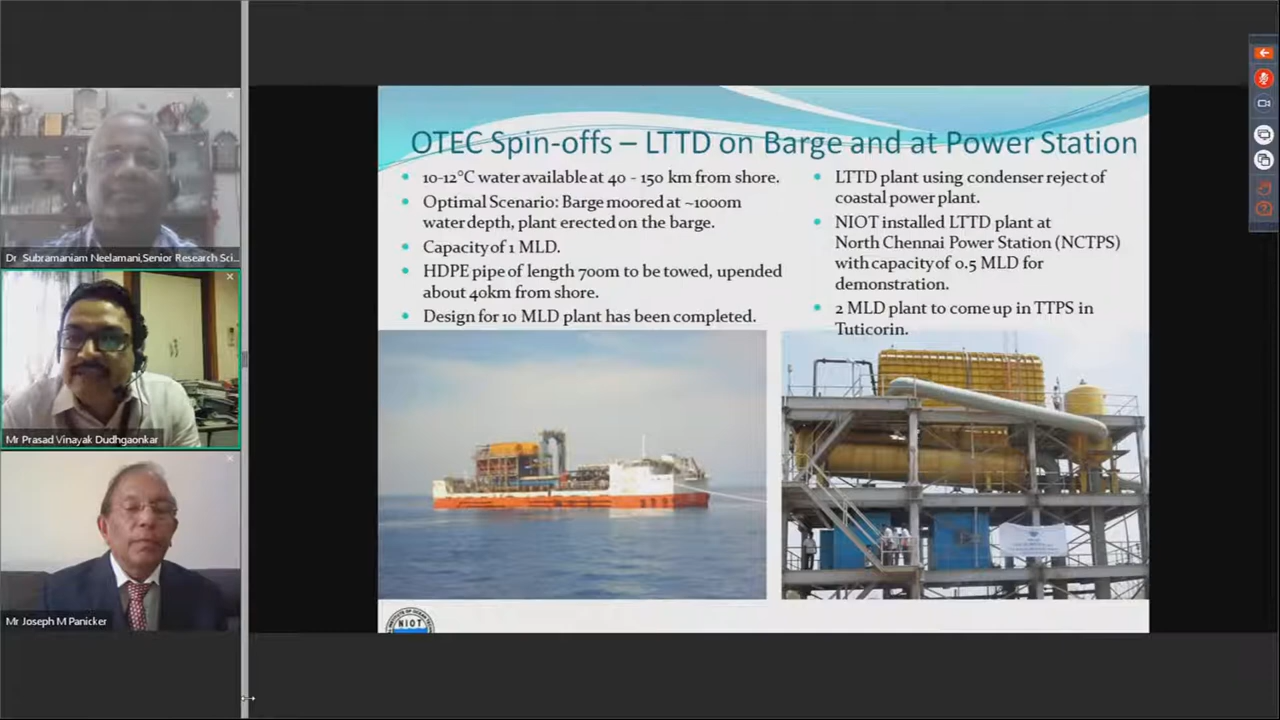 OTEC Spin-offs – LTTD on Barge and at Power Station
10-12°C water available at 40 - 150 km from shore.
Optimal Scenario: Barge moored at ~1000m
water depth, plant erected on the barge.
Capacity of 1 MLD.
HDPE pipe of length 700m to be towed, upended
about 40km from shore.
Design for 10 MLD plant has been completed.
LTTD plant using condenser reject of
coastal power plant.
NIOT installed LTTD plant at
North Chennai Power Station (NCTPS)
with capacity of 0.5 MLD for
demonstration.
2 MLD plant to come up in TTPS in
Tuticorin.
Dr Subramaniam Neelamani,Senior Research Sci...
Mr Prasad Vinayak Dudhgaonkar
Mr Joseph M Panicker
NIOT